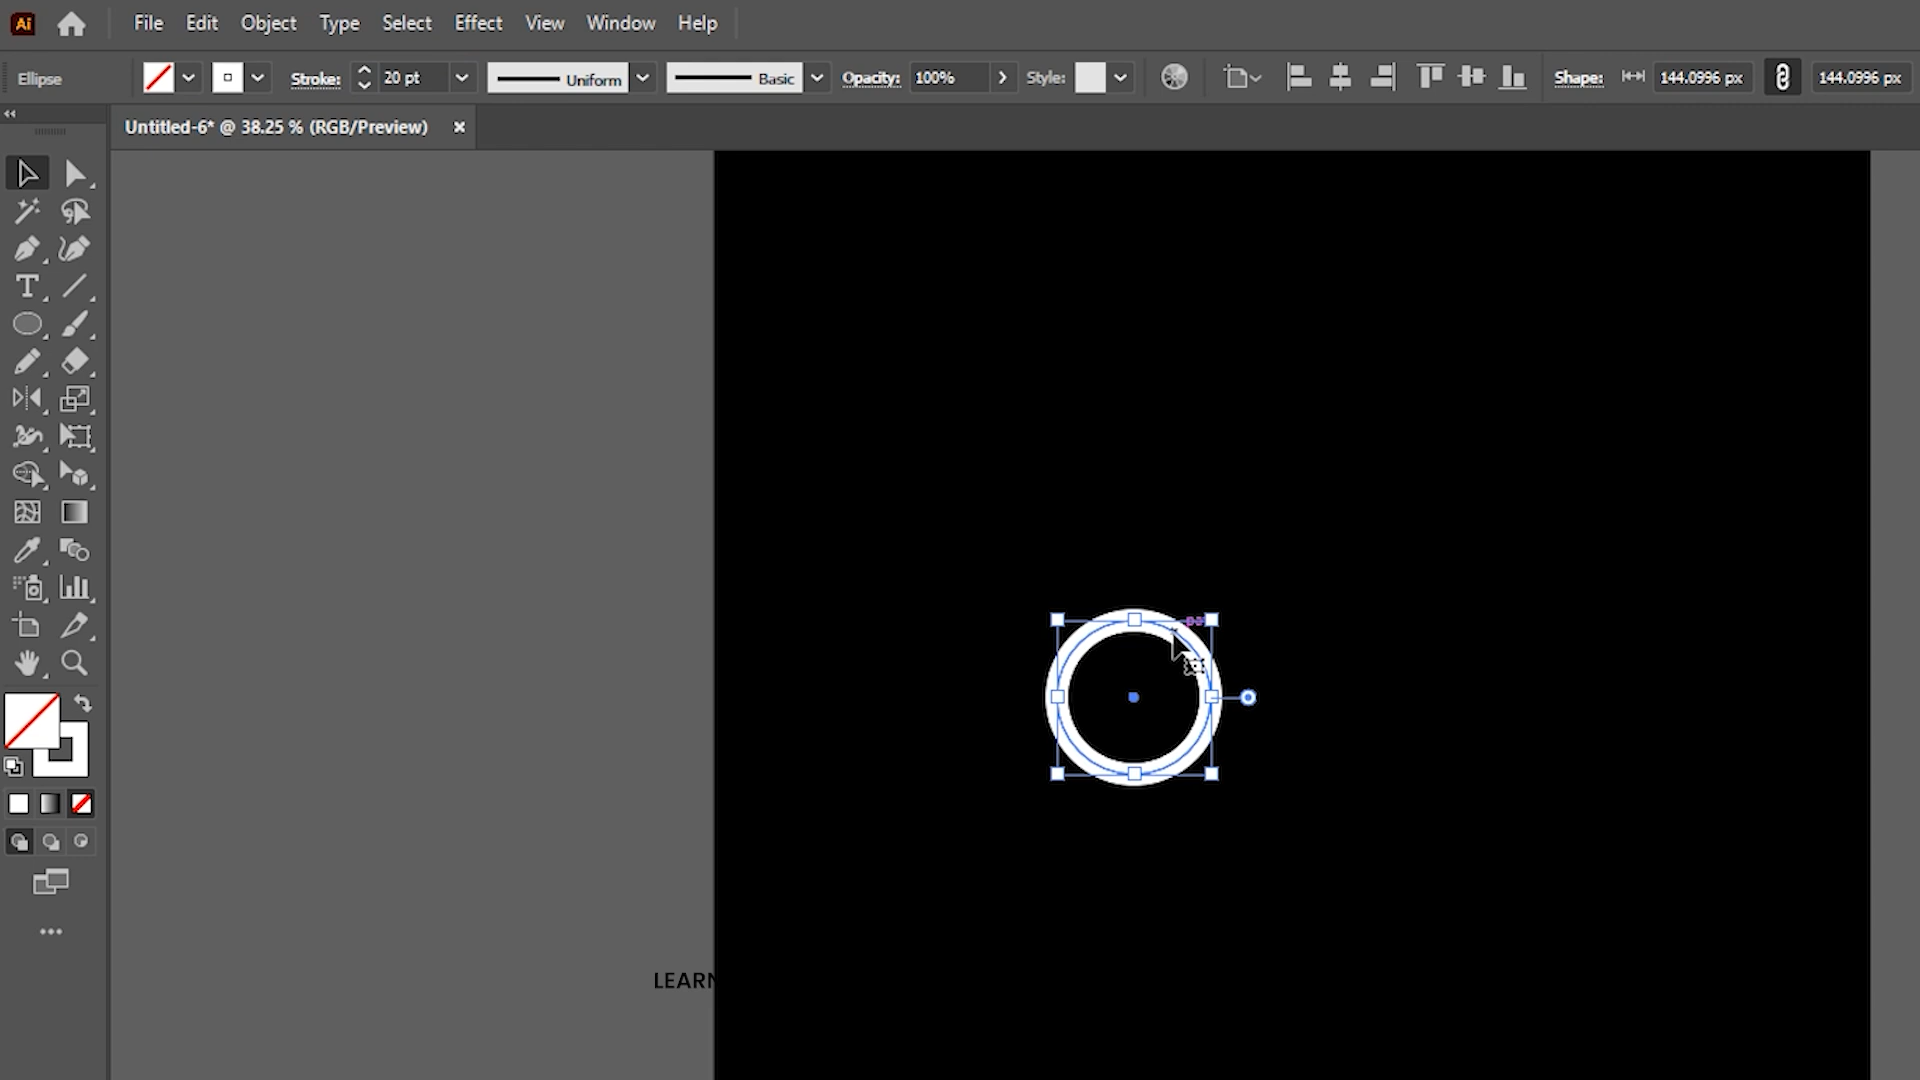 Ai File Edit Object Type Select Effect View Window Help
Ellipse Stroke: 20 pt Uniform Basic Opacity: 100% Style: Shape: 144.0996 px 144.0996 px
Untitled-6* @ 38.25 % (RGB/Preview) ×
LEARN